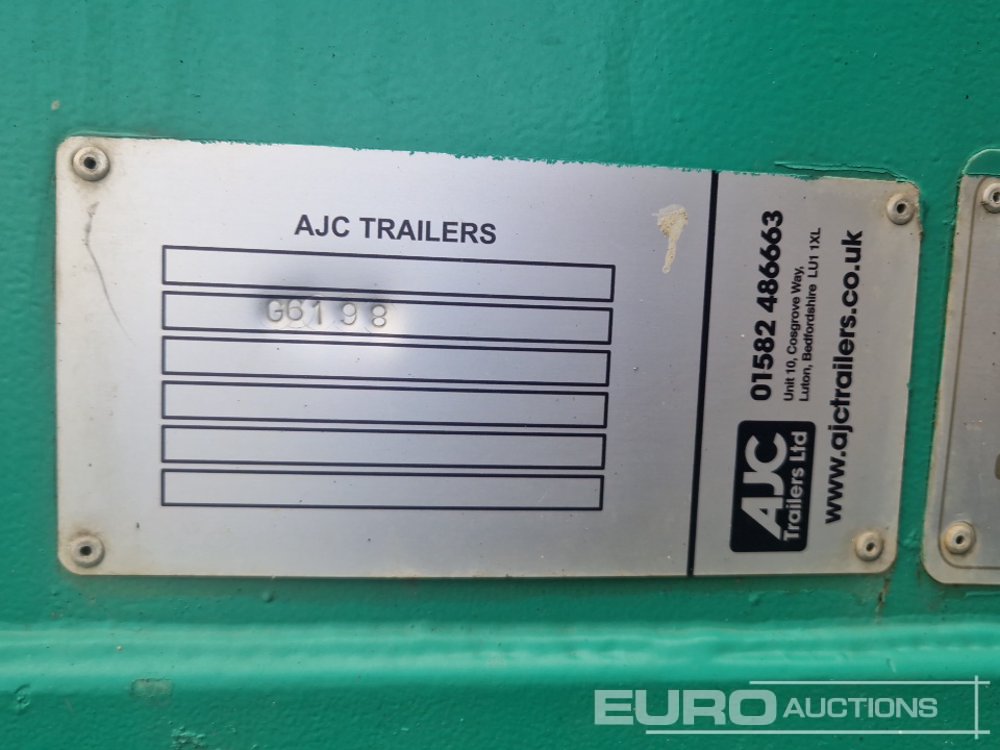 AJC TRAILERS
G6198
AJC
Trailers Ltd
01582 486663
Unit 10, Cosgrove Way,
Luton, Bedfordshire LU1 1XL
www.ajctrailers.co.uk
EURO AUCTIONS